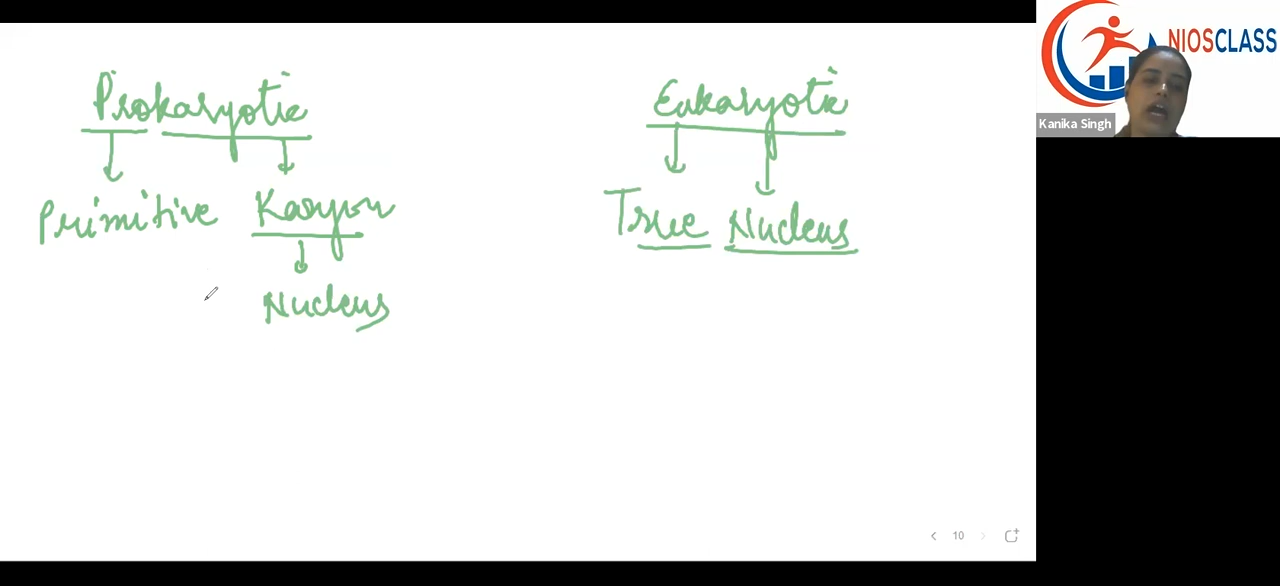 Prokaryotic
Primitive Karyon
Nucleus
Eukaryotic
True Nucleus
NIOSCLASS
Kanika Singh
10